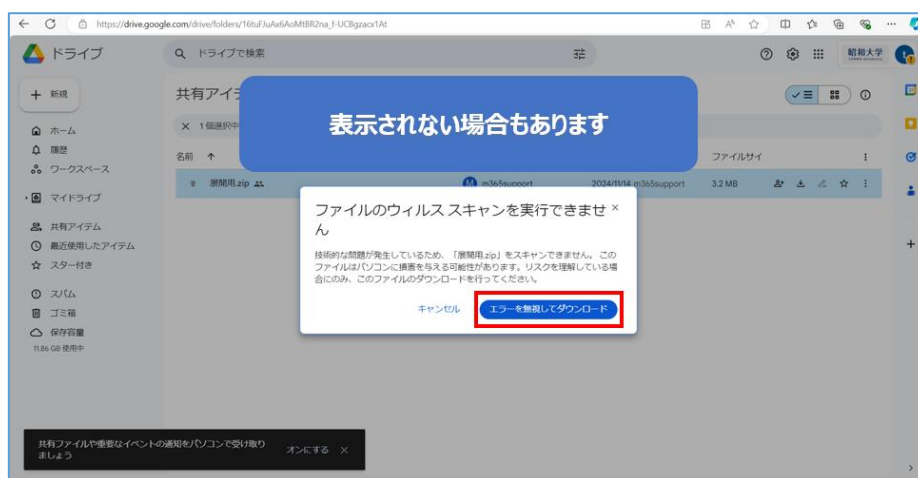 https://drive.google.com/drive/folders/16tuFJuAx6AoMtBR2na_f-UCBgzacx1At
ドライブ
ドライブで検索
昭和大学
新規
共有アイテ
1個選択中
表示されない場合もあります
ホーム
履歴
ワークスペース
マイドライブ
共有アイテム
最近使用したアイテム
スター付き
スパム
ゴミ箱
保存容量
11.86 GB 使用中
名前
ファイルサイ
展開用.zip
m365support
2024/11/14 m365support
3.2 MB
ファイルのウィルス スキャンを実行できませ
ん
技術的な問題が発生しているため、「展開用.zip」をスキャンできません。この
ファイルはパソコンに損害を与える可能性があります。リスクを理解している場
合にのみ、このファイルのダウンロードを行ってください。
キャンセル
エラーを無視してダウンロード
共有ファイルや重要なイベントの通知をパソコンで受け取り
ましょう
オンにする